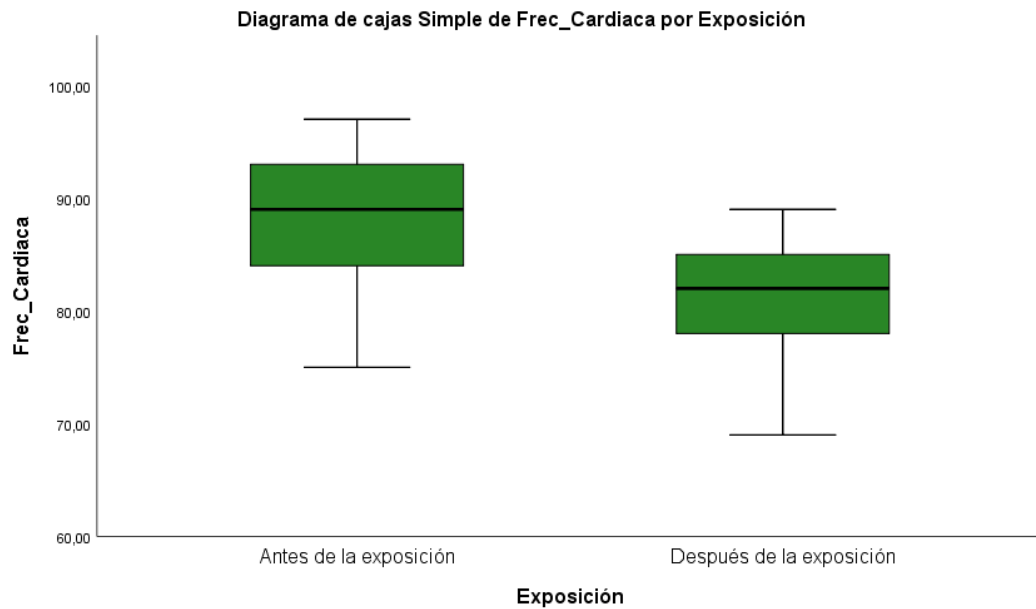 Diagrama de cajas Simple de Frec_Cardiaca por Exposición
100,00
90,00
80,00
70,00
60,00
Frec_Cardiaca
Antes de la exposición
Después de la exposición
Exposición